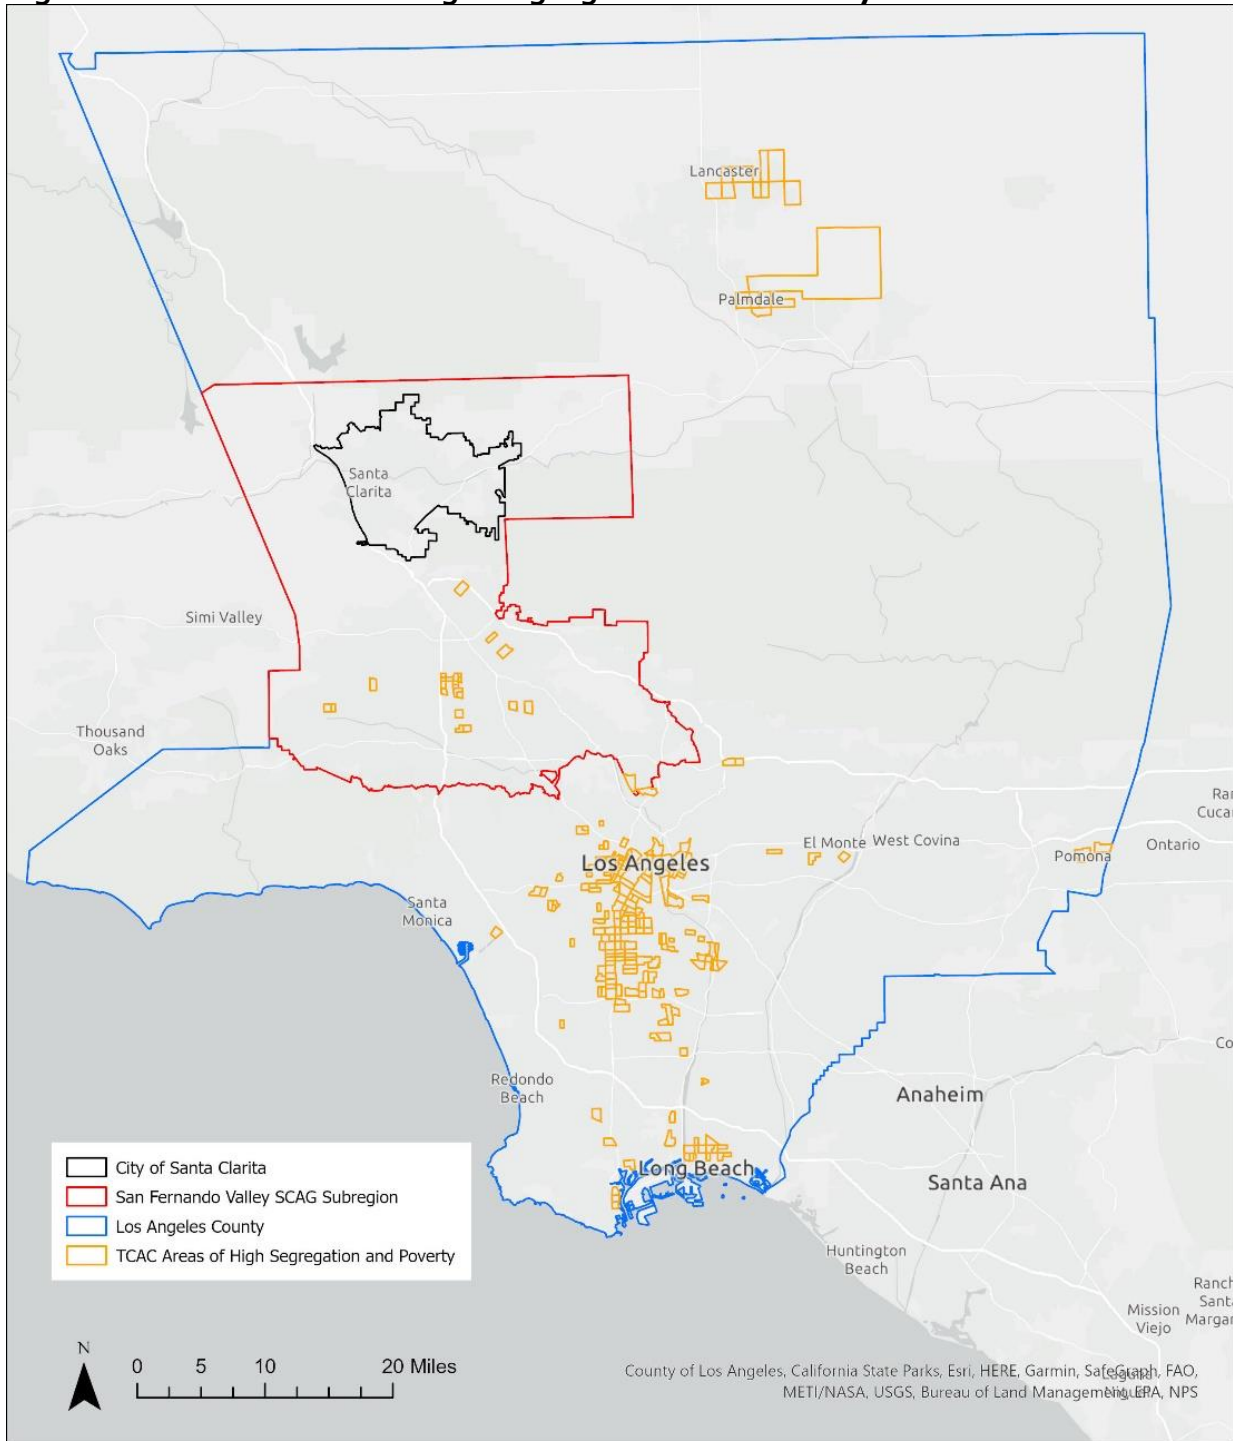 Lancaster
Palmdale
Santa
Clarita
Simi Valley
Thousand
Oaks
Los Angeles
El Monte
West Covina
Pomona
Ontario
Santa
Monica
Redondo
Beach
Anaheim
Long Beach
Santa Ana
Huntington
Beach
Mission
Viejo
City of Santa Clarita
San Fernando Valley SCAG Subregion
Los Angeles County
TCAC Areas of High Segregation and Poverty
N
0 5 10 20 Miles
County of Los Angeles, California State Parks, Esri, HERE, Garmin, SafeGraph, FAO,
METI/NASA, USGS, Bureau of Land Management, EPA, NPS